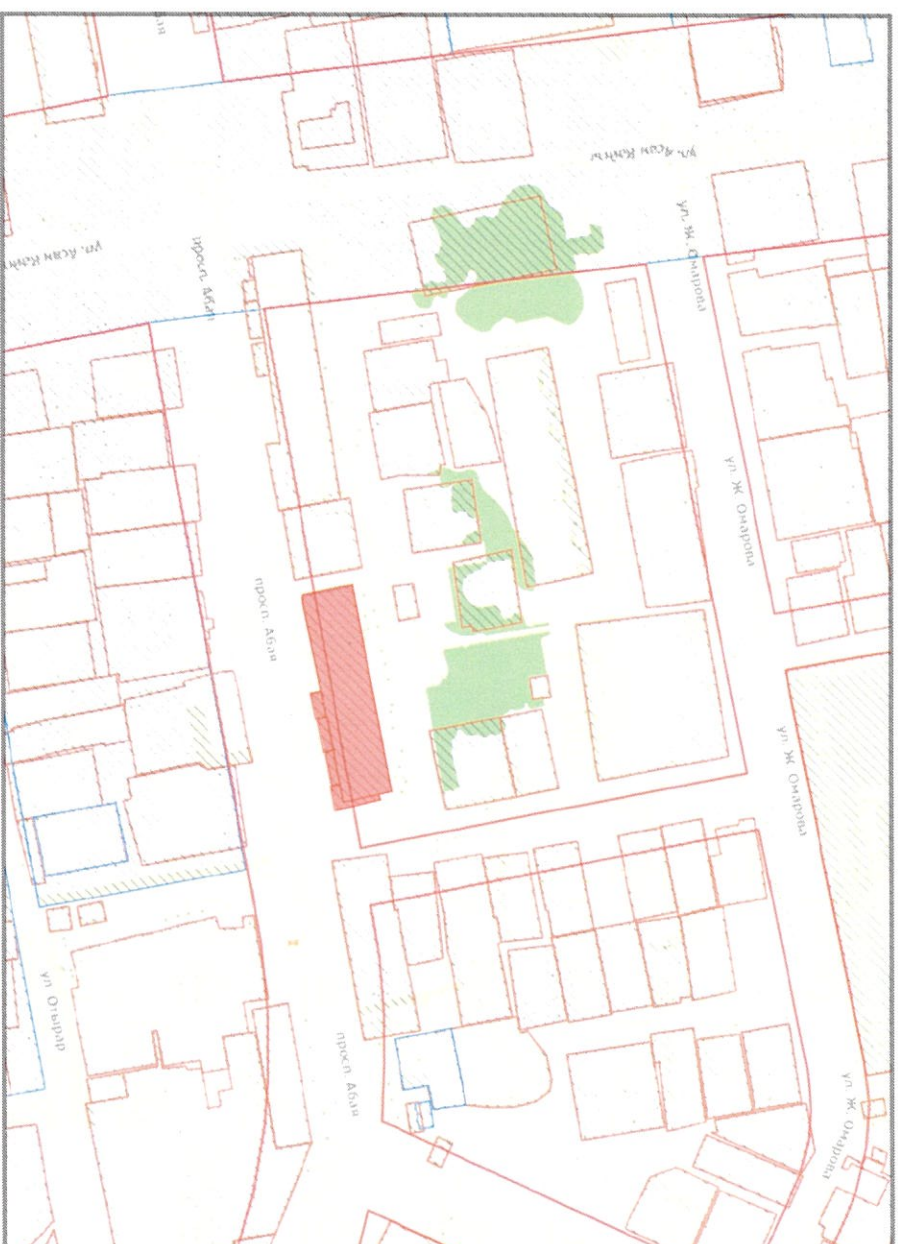 ул. Асан Кайгы
ул. Ж. Омарова
просп. Абая
ул. Асан Кайгы
ул. Ж. Омарова
просп. Абая
ул. Ж. Омарова
ул. Отырар
просп. Абая
ул. Ж. Омарова